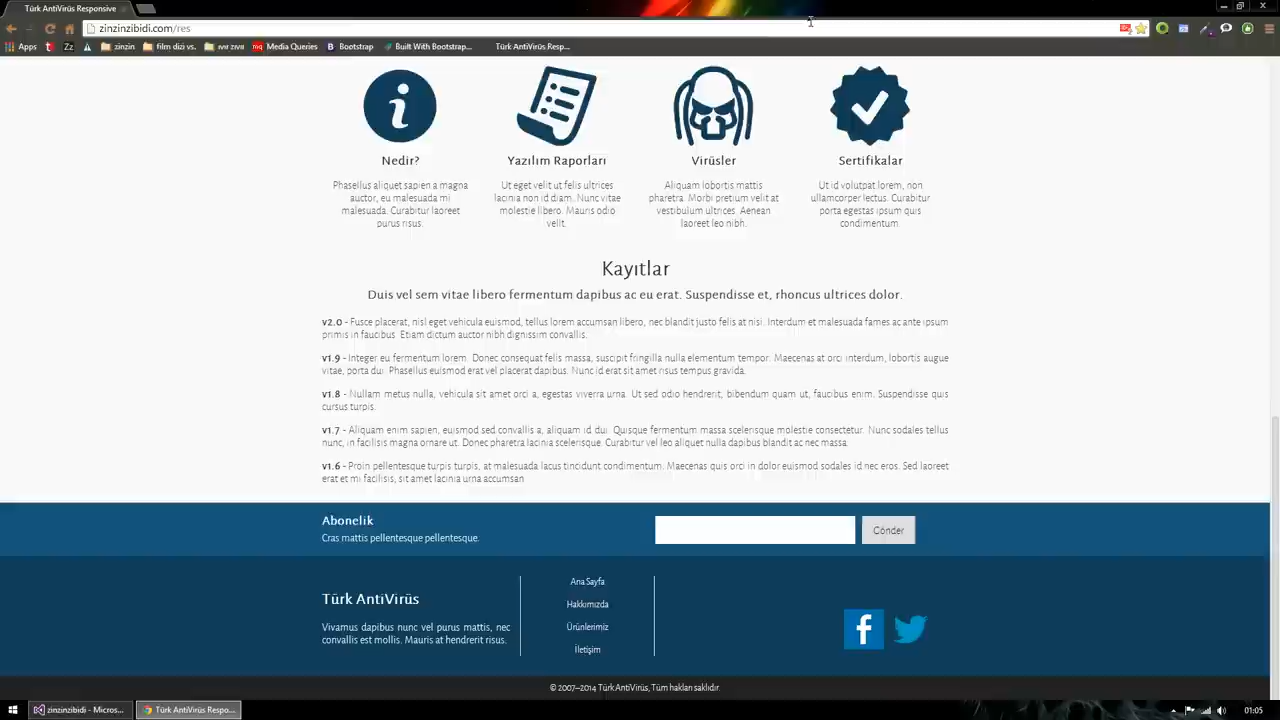 Türk AntiVirüs Responsive
zinzinzibidi.com/res
Apps
zinzin
film dizi vs.
Media Queries
Bootstrap
Built With Bootstrap...
Türk AntiVirüs Resp...
Nedir?
Phasellus aliquet sapien a magna
auctor, eu malesuada mi
malesuada. Curabitur laoreet
purus risus.
Yazılım Raporları
Ut eget velit ut felis ultrices
lacinia non id diam. Nunc vitae
molestie libero. Mauris odio
velit.
Virüsler
Aliquam lobortis mattis
pharetra. Morbi pretium velit at
vestibulum ultrices. Aenean
laoreet leo nibh.
Sertifikalar
Ut id volutpat lorem, non
ullamcorper lectus. Curabitur
porta egestas ipsum quis
condimentum.
Kayıtlar
Duis vel sem vitae libero fermentum dapibus ac eu erat. Suspendisse et, rhoncus ultrices dolor.
v2.0 - Fusce placerat, nisl eget vehicula euismod, tellus lorem accumsan libero, nec blandit justo felis at nisi. Interdum et malesuada fames ac ante ipsum
primis in faucibus. Etiam dictum auctor nibh dignissim convallis.
v1.9 - Integer eu fermentum lorem. Donec consequat felis massa, suscipit fringilla nulla elementum tempor. Maecenas at orci interdum, lobortis augue
vitae, porta dui. Phasellus euismod erat vel placerat dapibus. Nunc id erat sit amet risus tempus gravida.
v1.8 - Nullam metus nulla, vehicula sit amet orci a, egestas viverra urna. Ut sed odio hendrerit, bibendum quam ut, faucibus enim. Suspendisse quis
cursus turpis.
v1.7 - Aliquam enim sapien, euismod sed convallis a, aliquam id dui. Quisque fermentum massa scelerisque molestie consectetur. Nunc sodales tellus
nunc, in facilisis magna ornare ut. Donec pharetra lacinia scelerisque. Curabitur vel leo aliquet nulla dapibus blandit ac nec massa.
v1.6 - Proin pellentesque turpis turpis, at malesuada lacus tincidunt condimentum. Maecenas quis orci in dolor euismod sodales id nec eros. Sed laoreet
erat et mi facilisis, sit amet lacinia urna accumsan
Abonelik
Cras mattis pellentesque pellentesque.
Gönder
Türk AntiVirüs
Vivamus dapibus nunc vel purus mattis, nec
convallis est mollis. Mauris at hendrerit risus.
Ana Sayfa
Hakkımızda
Ürünlerimiz
İletişim
© 2007–2014 Türk AntiVirüs, Tüm hakları saklıdır.
zinzinzibidi - Micros...
Türk AntiVirüs Respo...
01:05